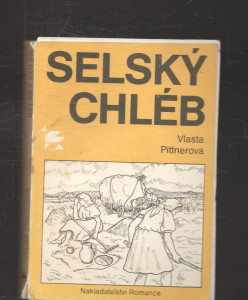 SELSKÝ
CHLÉB
Vlasta
Pittnerová
Nakladatelství Romance